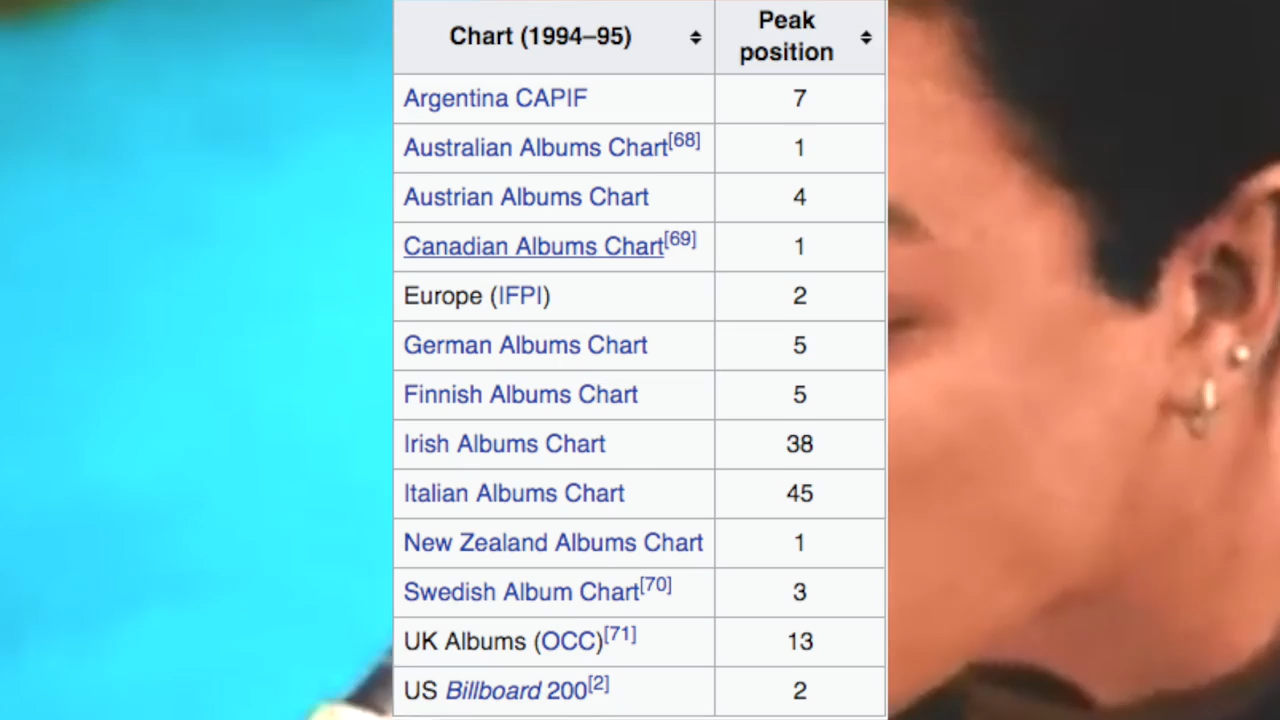 Chart (1994–95) Peak position
Argentina CAPIF 7
Australian Albums Chart[68] 1
Austrian Albums Chart 4
Canadian Albums Chart[69] 1
Europe (IFPI) 2
German Albums Chart 5
Finnish Albums Chart 5
Irish Albums Chart 38
Italian Albums Chart 45
New Zealand Albums Chart 1
Swedish Album Chart[70] 3
UK Albums (OCC)[71] 13
US Billboard 200[2] 2